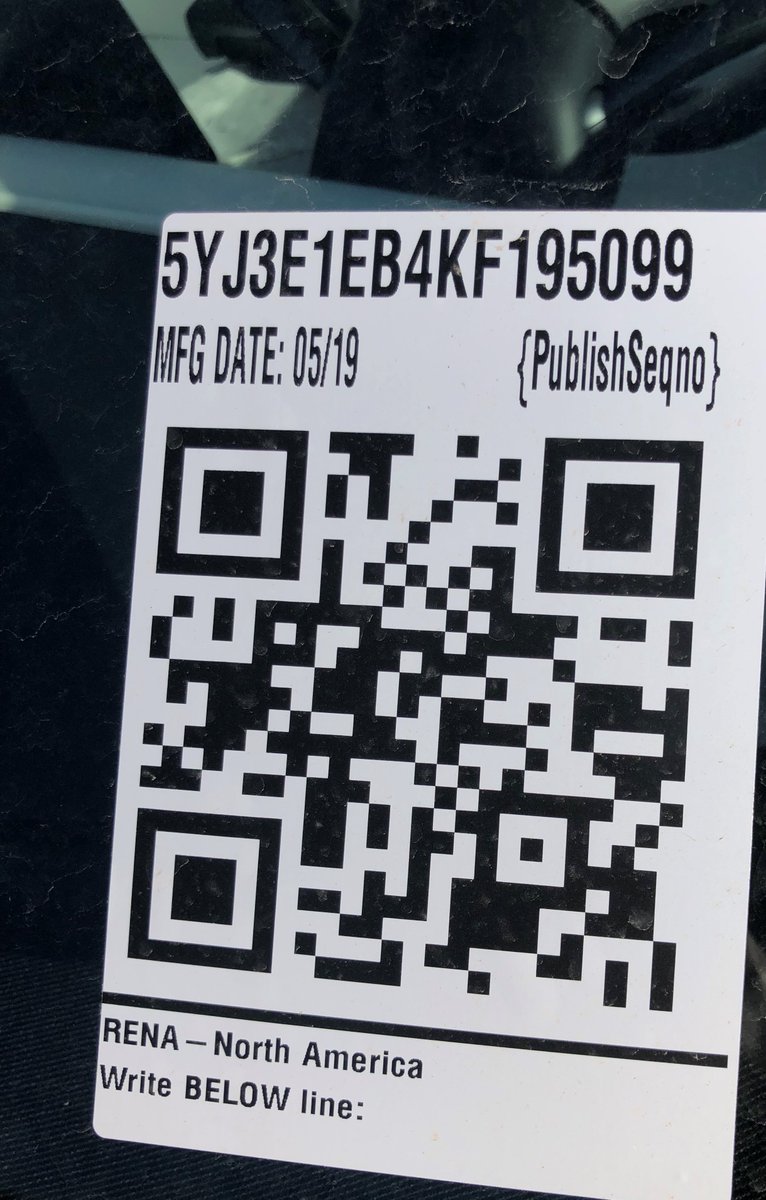 5YJ3E1EB4KF195099
MFG DATE: 05/19 {PublishSeqno}
RENA – North America
Write BELOW line: